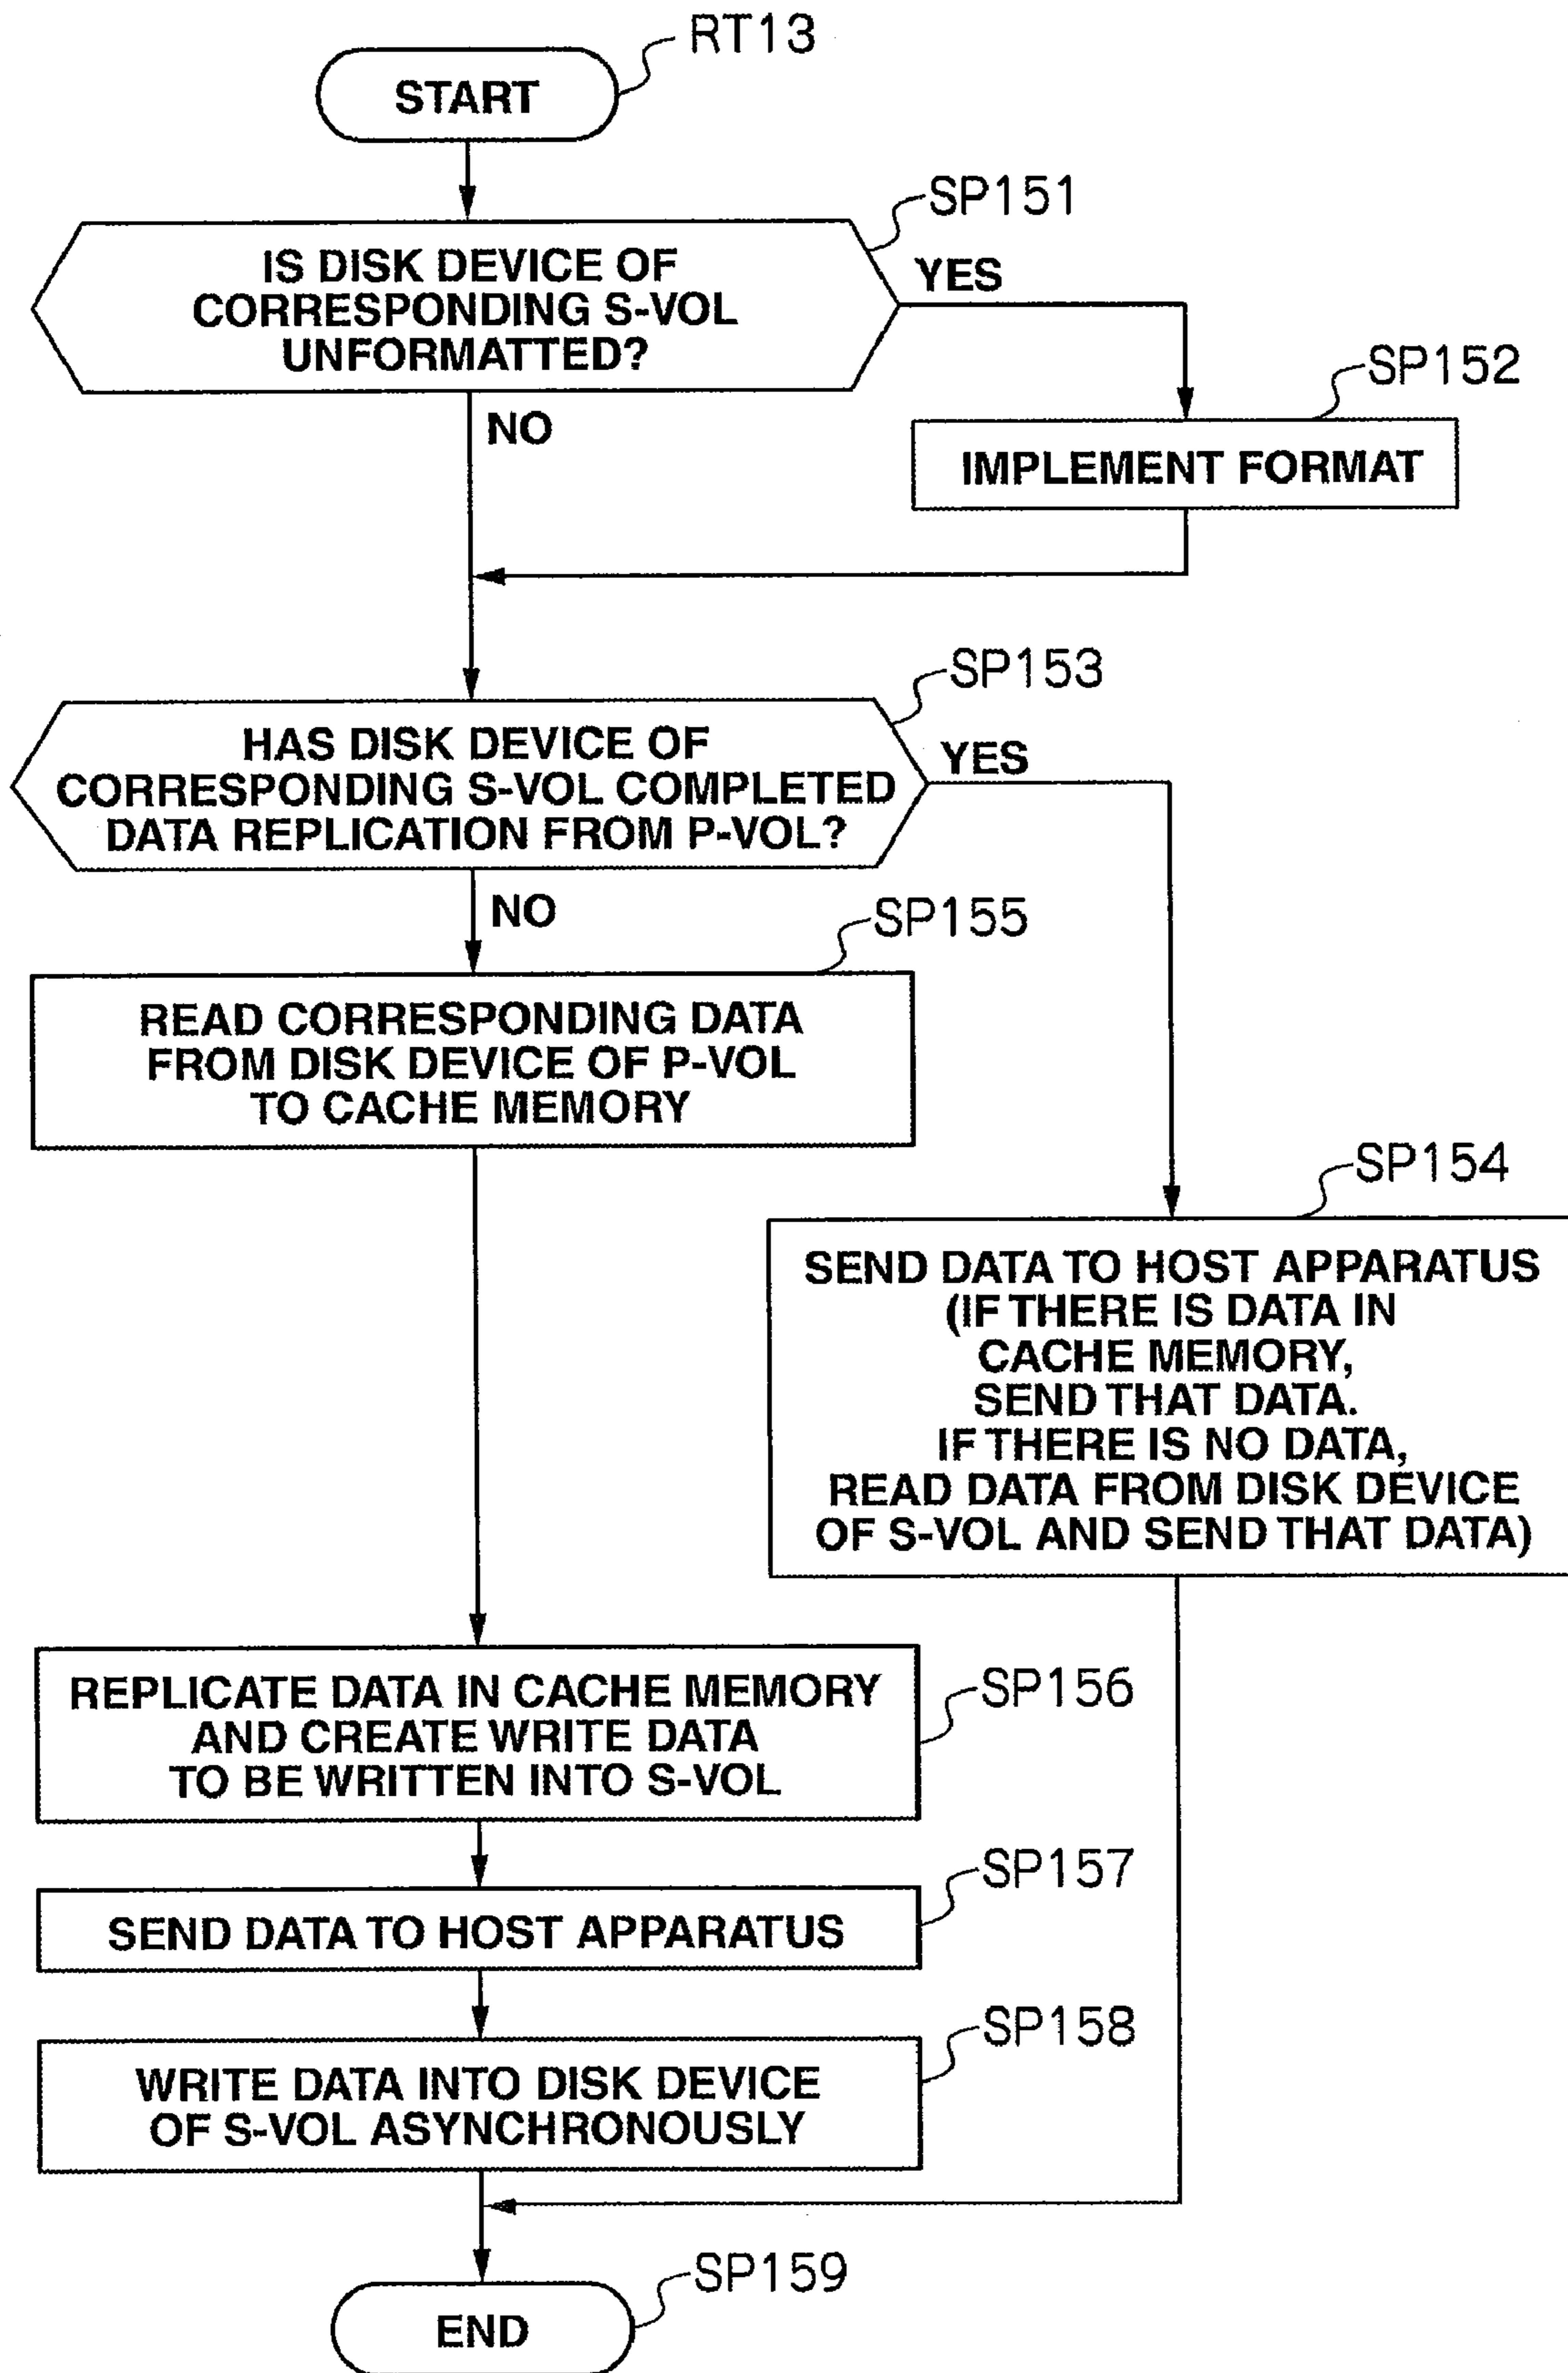 RT13
START
SP151
IS DISK DEVICE OF
CORRESPONDING S-VOL
UNFORMATTED?
YES
SP152
NO
IMPLEMENT FORMAT
SP153
HAS DISK DEVICE OF
CORRESPONDING S-VOL COMPLETED
DATA REPLICATION FROM P-VOL?
YES
NO
SP155
READ CORRESPONDING DATA
FROM DISK DEVICE OF P-VOL
TO CACHE MEMORY
SP154
SEND DATA TO HOST APPARATUS
(IF THERE IS DATA IN
CACHE MEMORY,
SEND THAT DATA.
IF THERE IS NO DATA,
READ DATA FROM DISK DEVICE
OF S-VOL AND SEND THAT DATA)
REPLICATE DATA IN CACHE MEMORY
AND CREATE WRITE DATA
TO BE WRITTEN INTO S-VOL
SP156
SP157
SEND DATA TO HOST APPARATUS
SP158
WRITE DATA INTO DISK DEVICE
OF S-VOL ASYNCHRONOUSLY
SP159
END